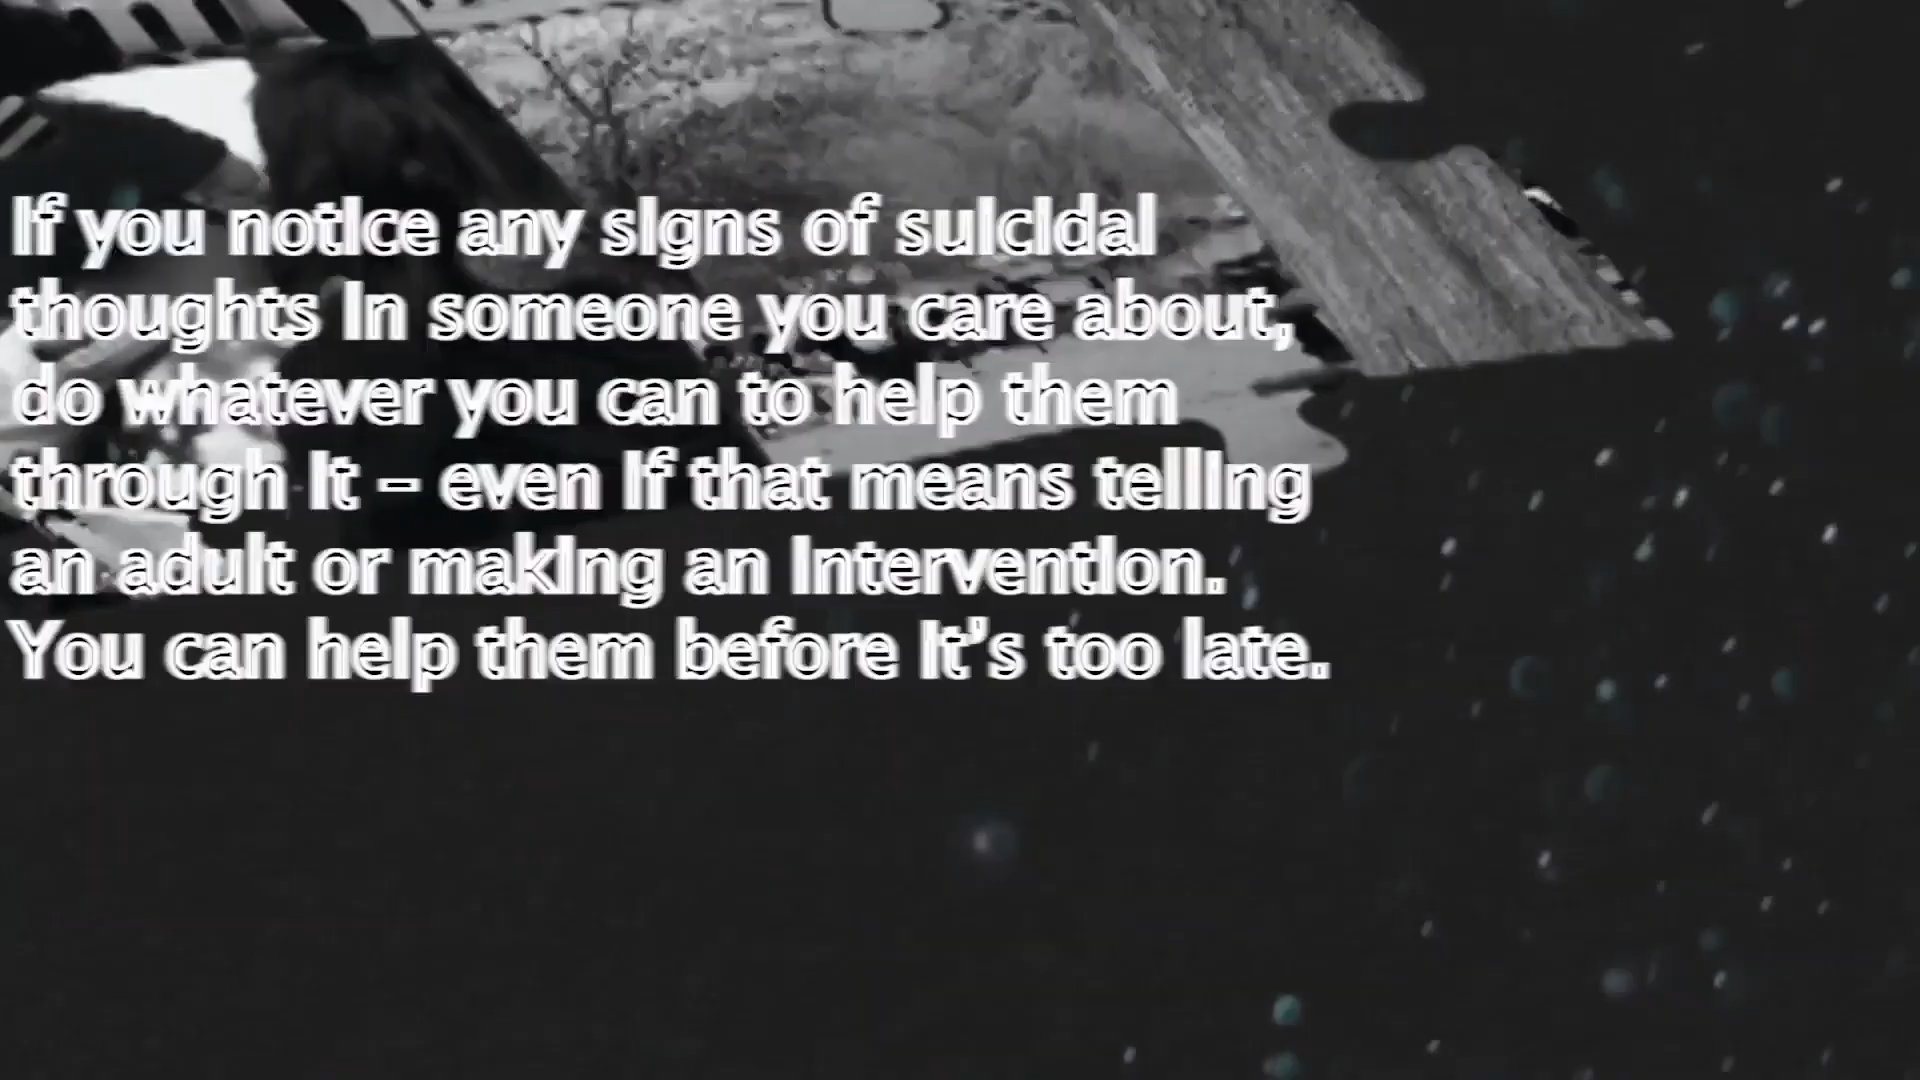 If you notice any signs of suicidal
thoughts in someone you care about,
do whatever you can to help them
through it – even if that means telling
an adult or making an intervention.
You can help them before it's too late.